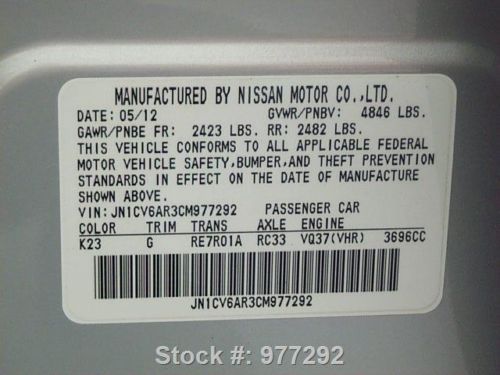 MANUFACTURED BY NISSAN MOTOR CO.,LTD.
DATE: 05/12 GVWR/PNBV: 4846 LBS.
GAWR/PNBE FR: 2423 LBS. RR: 2482 LBS.
THIS VEHICLE CONFORMS TO ALL APPLICABLE FEDERAL
MOTOR VEHICLE SAFETY,BUMPER,AND THEFT PREVENTION
STANDARDS IN EFFECT ON THE DATE OF MANUFACTURE
SHOWN ABOVE.
VIN: JN1CV6AR3CM977292 PASSENGER CAR
COLOR TRIM TRANS AXLE ENGINE
K23 G RE7R01A RC33 VQ37(VHR) 3696CC
JN1CV6AR3CM977292
Stock #: 977292